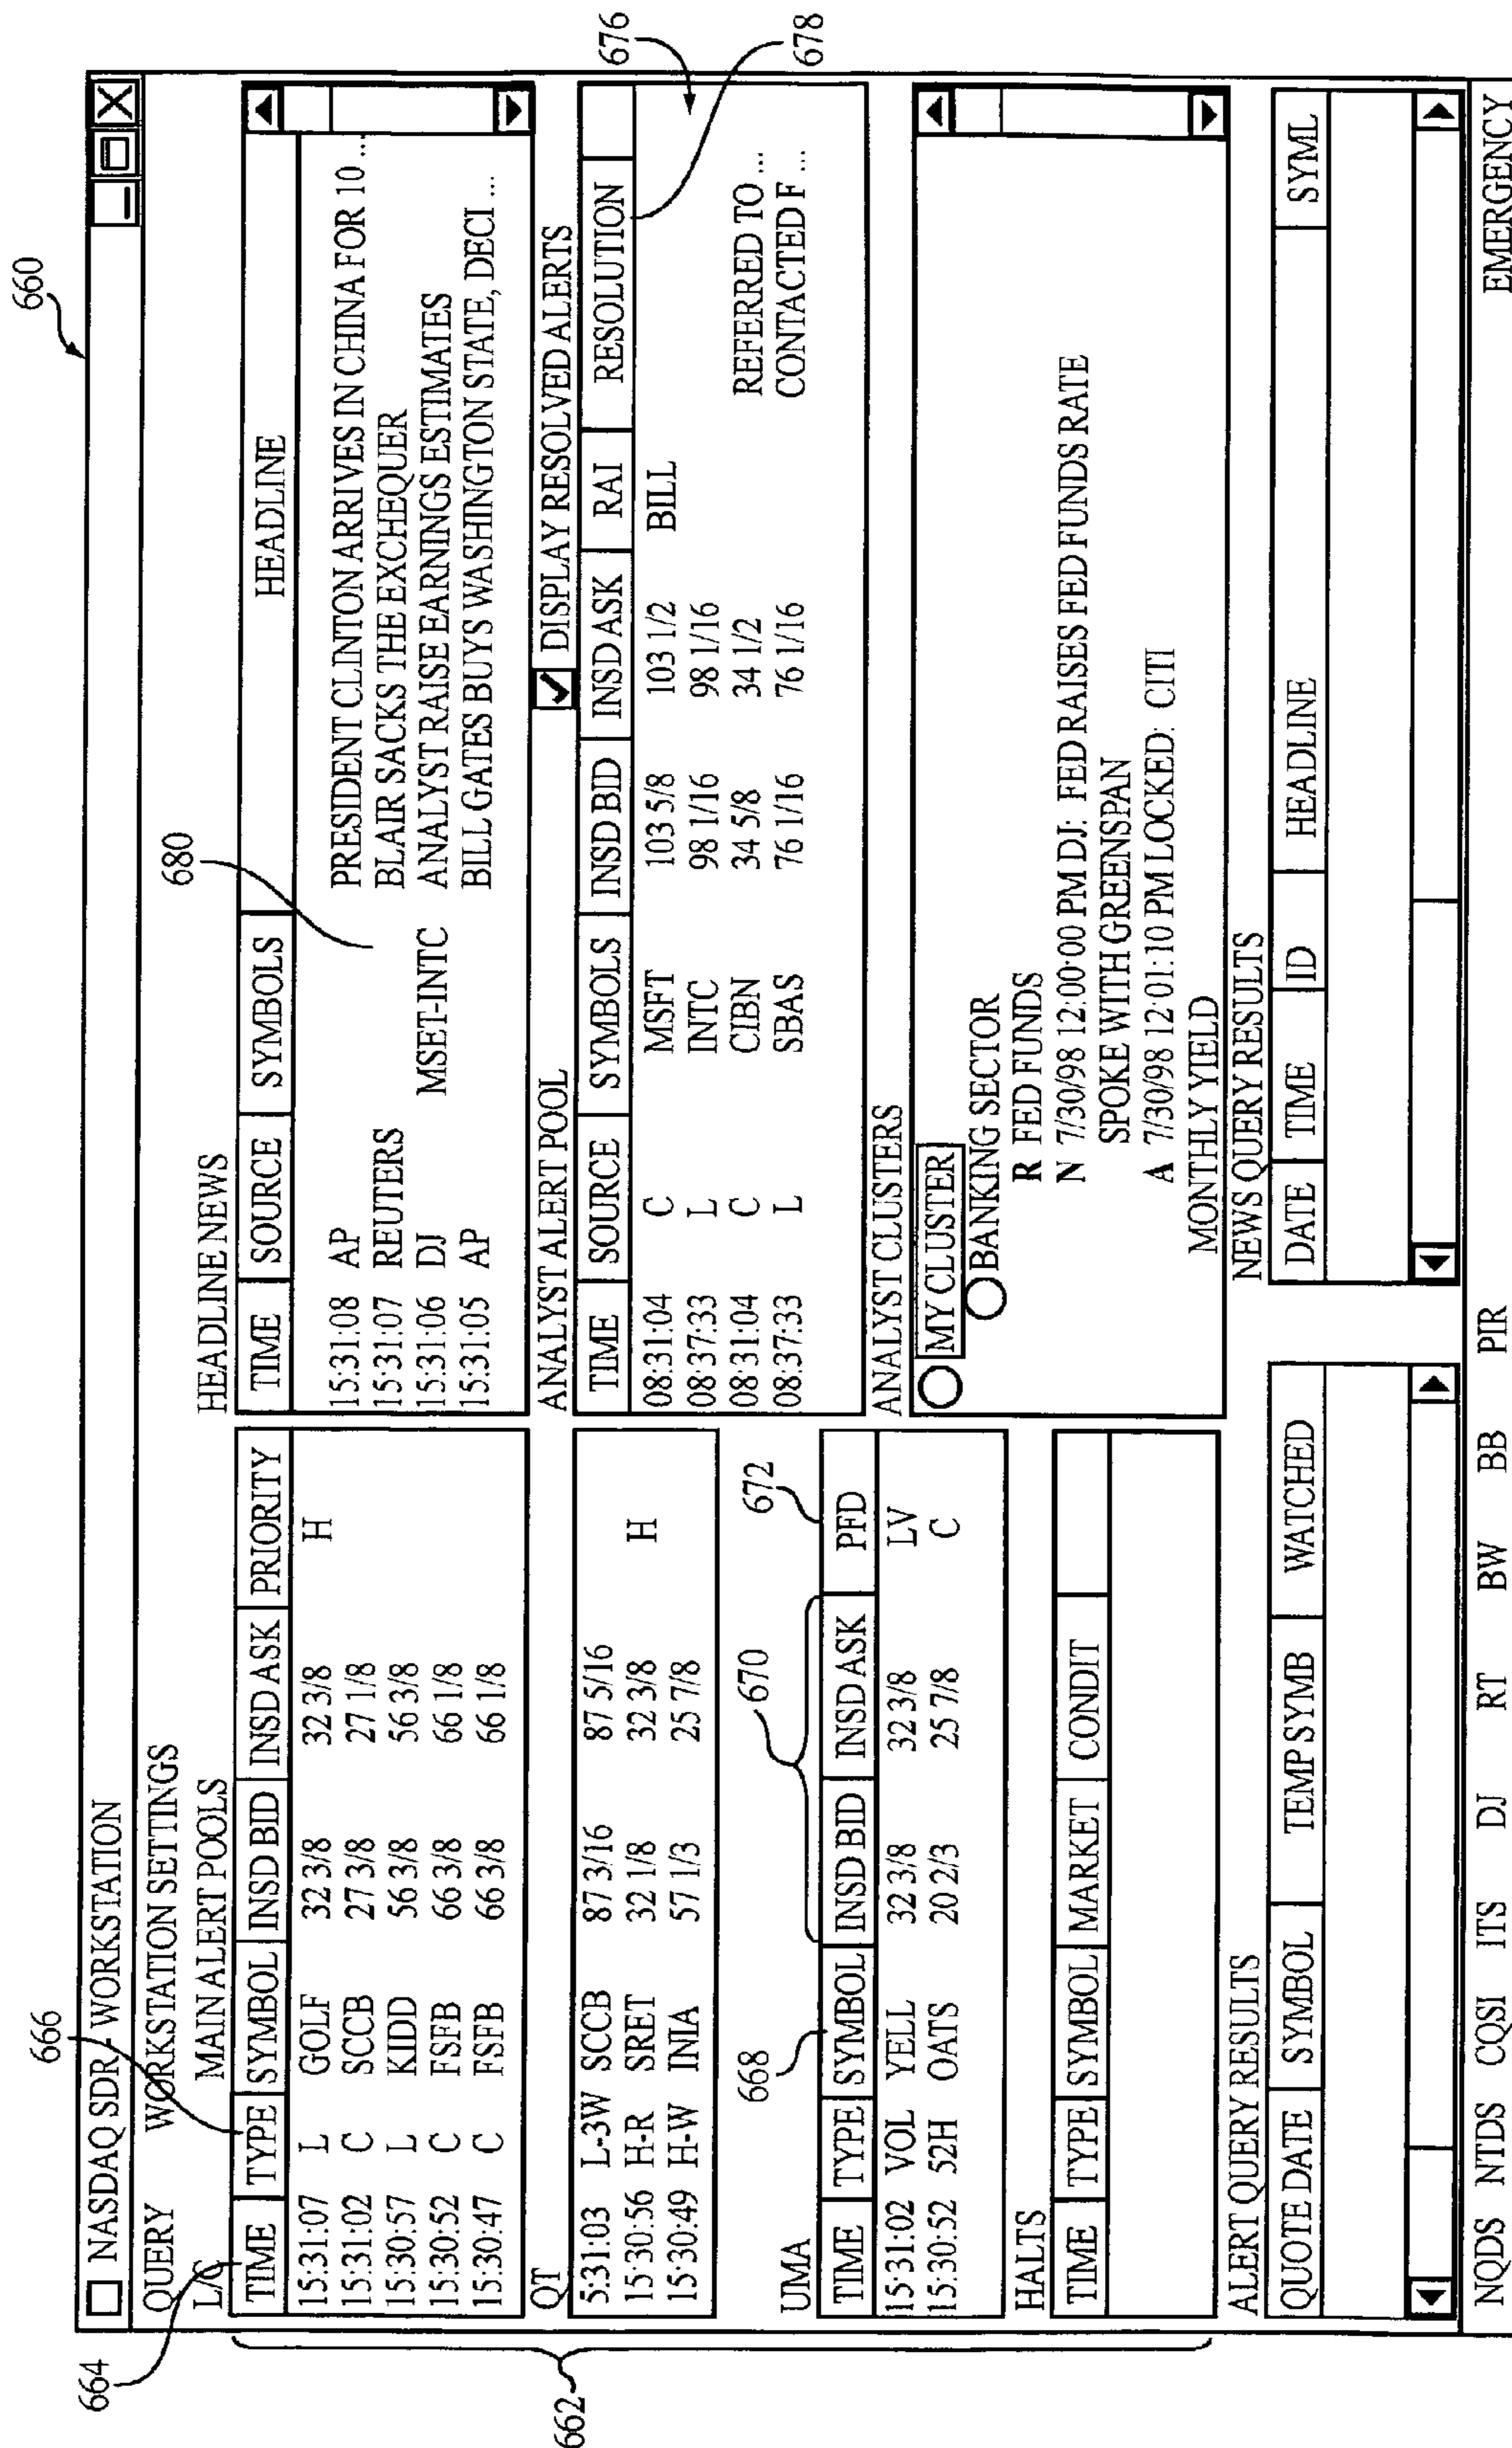 660
NASDAQ SDR - WORKSTATION
QUERY WORKSTATION SETTINGS
666
664
662
MAIN ALERT POOLS
L/C
TIME TYPE SYMBOL INSD BID INSD ASK PRIORITY
15:31:07 L GOLF 32 3/8 32 3/8 H
15:31:02 C SCCB 27 3/8 27 1/8
15:30:57 L KIDD 56 3/8 56 3/8
15:30:52 C FSFB 66 3/8 66 1/8
15:30:47 C FSFB 66 3/8 66 1/8
QT
5:31:03 L-3W SCCB 87 3/16 87 5/16
15:30:56 H-R SRET 32 1/8 32 3/8 H
15:30:49 H-W INIA 57 1/3 25 7/8
668
670
672
UMA
TIME TYPE SYMBOL INSD BID INSD ASK PFD
15:31:02 VOL YELL 32 3/8 32 3/8 LV
15:30:52 52H OATS 20 2/3 25 7/8 C
HALTS
TIME TYPE SYMBOL MARKET CONDIT
ALERT QUERY RESULTS
QUOTE DATE SYMBOL TEMP SYMB WATCHED
HEADLINE NEWS
680
TIME SOURCE SYMBOLS HEADLINE
15:31:08 AP PRESIDENT CLINTON ARRIVES IN CHINA FOR 10 ...
15:31:07 REUTERS BLAIR SACKS THE EXCHEQUER
15:31:06 DJ MSET-INTC ANALYST RAISE EARNINGS ESTIMATES
15:31:05 AP BILL GATES BUYS WASHINGTON STATE, DECI ...
ANALYST ALERT POOL DISPLAY RESOLVED ALERTS
676
678
TIME SOURCE SYMBOLS INSD BID INSD ASK RAI RESOLUTION
08:31:04 C MSFT 103 5/8 103 1/2 BILL
08:37:33 L INTC 98 1/16 98 1/16
08:31:04 C CIBN 34 5/8 34 1/2 REFERRED TO ...
08:37:33 L SBAS 76 1/16 76 1/16 CONTACTED F ...
ANALYST CLUSTERS
MY CLUSTER
BANKING SECTOR
R FED FUNDS
N 7/30/98 12:00:00 PM DJ: FED RAISES FED FUNDS RATE
SPOKE WITH GREENSPAN
A 7/30/98 12:01:10 PM LOCKED: CITI
MONTHLY YIELD
NEWS QUERY RESULTS
DATE TIME ID HEADLINE SYML
NQDS NTDS CQSI ITS DJ RT BW BB PIR EMERGENCY